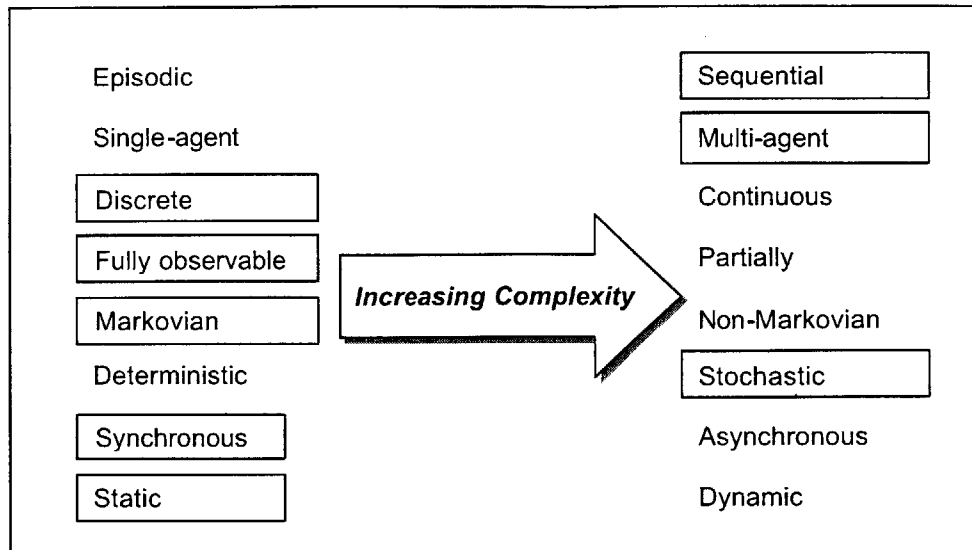 Episodic
Single-agent
Discrete
Fully observable
Markovian
Deterministic
Synchronous
Static
Increasing Complexity
Sequential
Multi-agent
Continuous
Partially
Non-Markovian
Stochastic
Asynchronous
Dynamic